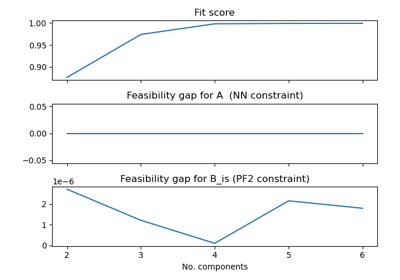 Fit score
1.00
0.95
0.90
Feasibility gap for A (NN constraint)
0.05
0.00
−0.05
Feasibility gap for B_is (PF2 constraint)
1e−6
2
1
0
2 3 4 5 6
No. components